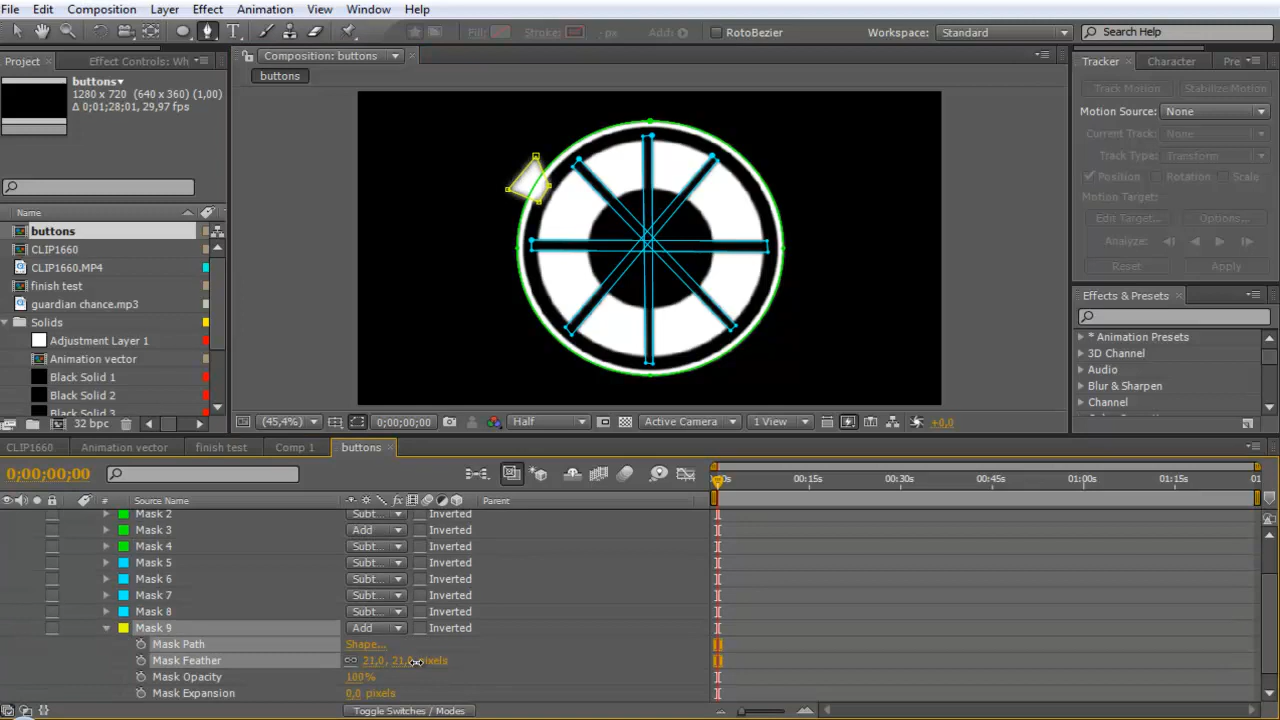 File Edit Composition Layer Effect Animation View Window Help
Fill: Stroke: px Add: RotoBezier Workspace: Standard Search Help
Project Effect Controls: Wh Composition: buttons Tracker Character Pre
buttons
1280 x 720 (640 x 360) (1,00)
Δ 0;01;28;01, 29,97 fps
buttons
Track Motion Stabilize Motion
Motion Source: None
Current Track: None
Track Type: Transform
Position Rotation Scale
Motion Target:
Edit Target... Options...
Analyze:
Reset Apply
Name
buttons
CLIP1660
CLIP1660.MP4
finish test
guardian chance.mp3
Solids
Adjustment Layer 1
Animation vector
Black Solid 1
Black Solid 2
Black Solid 3
32 bpc
Effects & Presets
* Animation Presets
3D Channel
Audio
Blur & Sharpen
Channel
(45,4%) 0;00;00;00 Half Active Camera 1 View +0,0
CLIP1660 Animation vector finish test Comp 1 buttons
0;00;00;00
00:15s 00:30s 00:45s 01:00s 01:15s 01
# Source Name Parent
Mask 2 Subt... Inverted
Mask 3 Add Inverted
Mask 4 Subt... Inverted
Mask 5 Subt... Inverted
Mask 6 Subt... Inverted
Mask 7 Subt... Inverted
Mask 8 Subt... Inverted
Mask 9 Add Inverted
Mask Path Shape...
Mask Feather 21,0, 21,0 pixels
Mask Opacity 100%
Mask Expansion 0,0 pixels
Toggle Switches / Modes